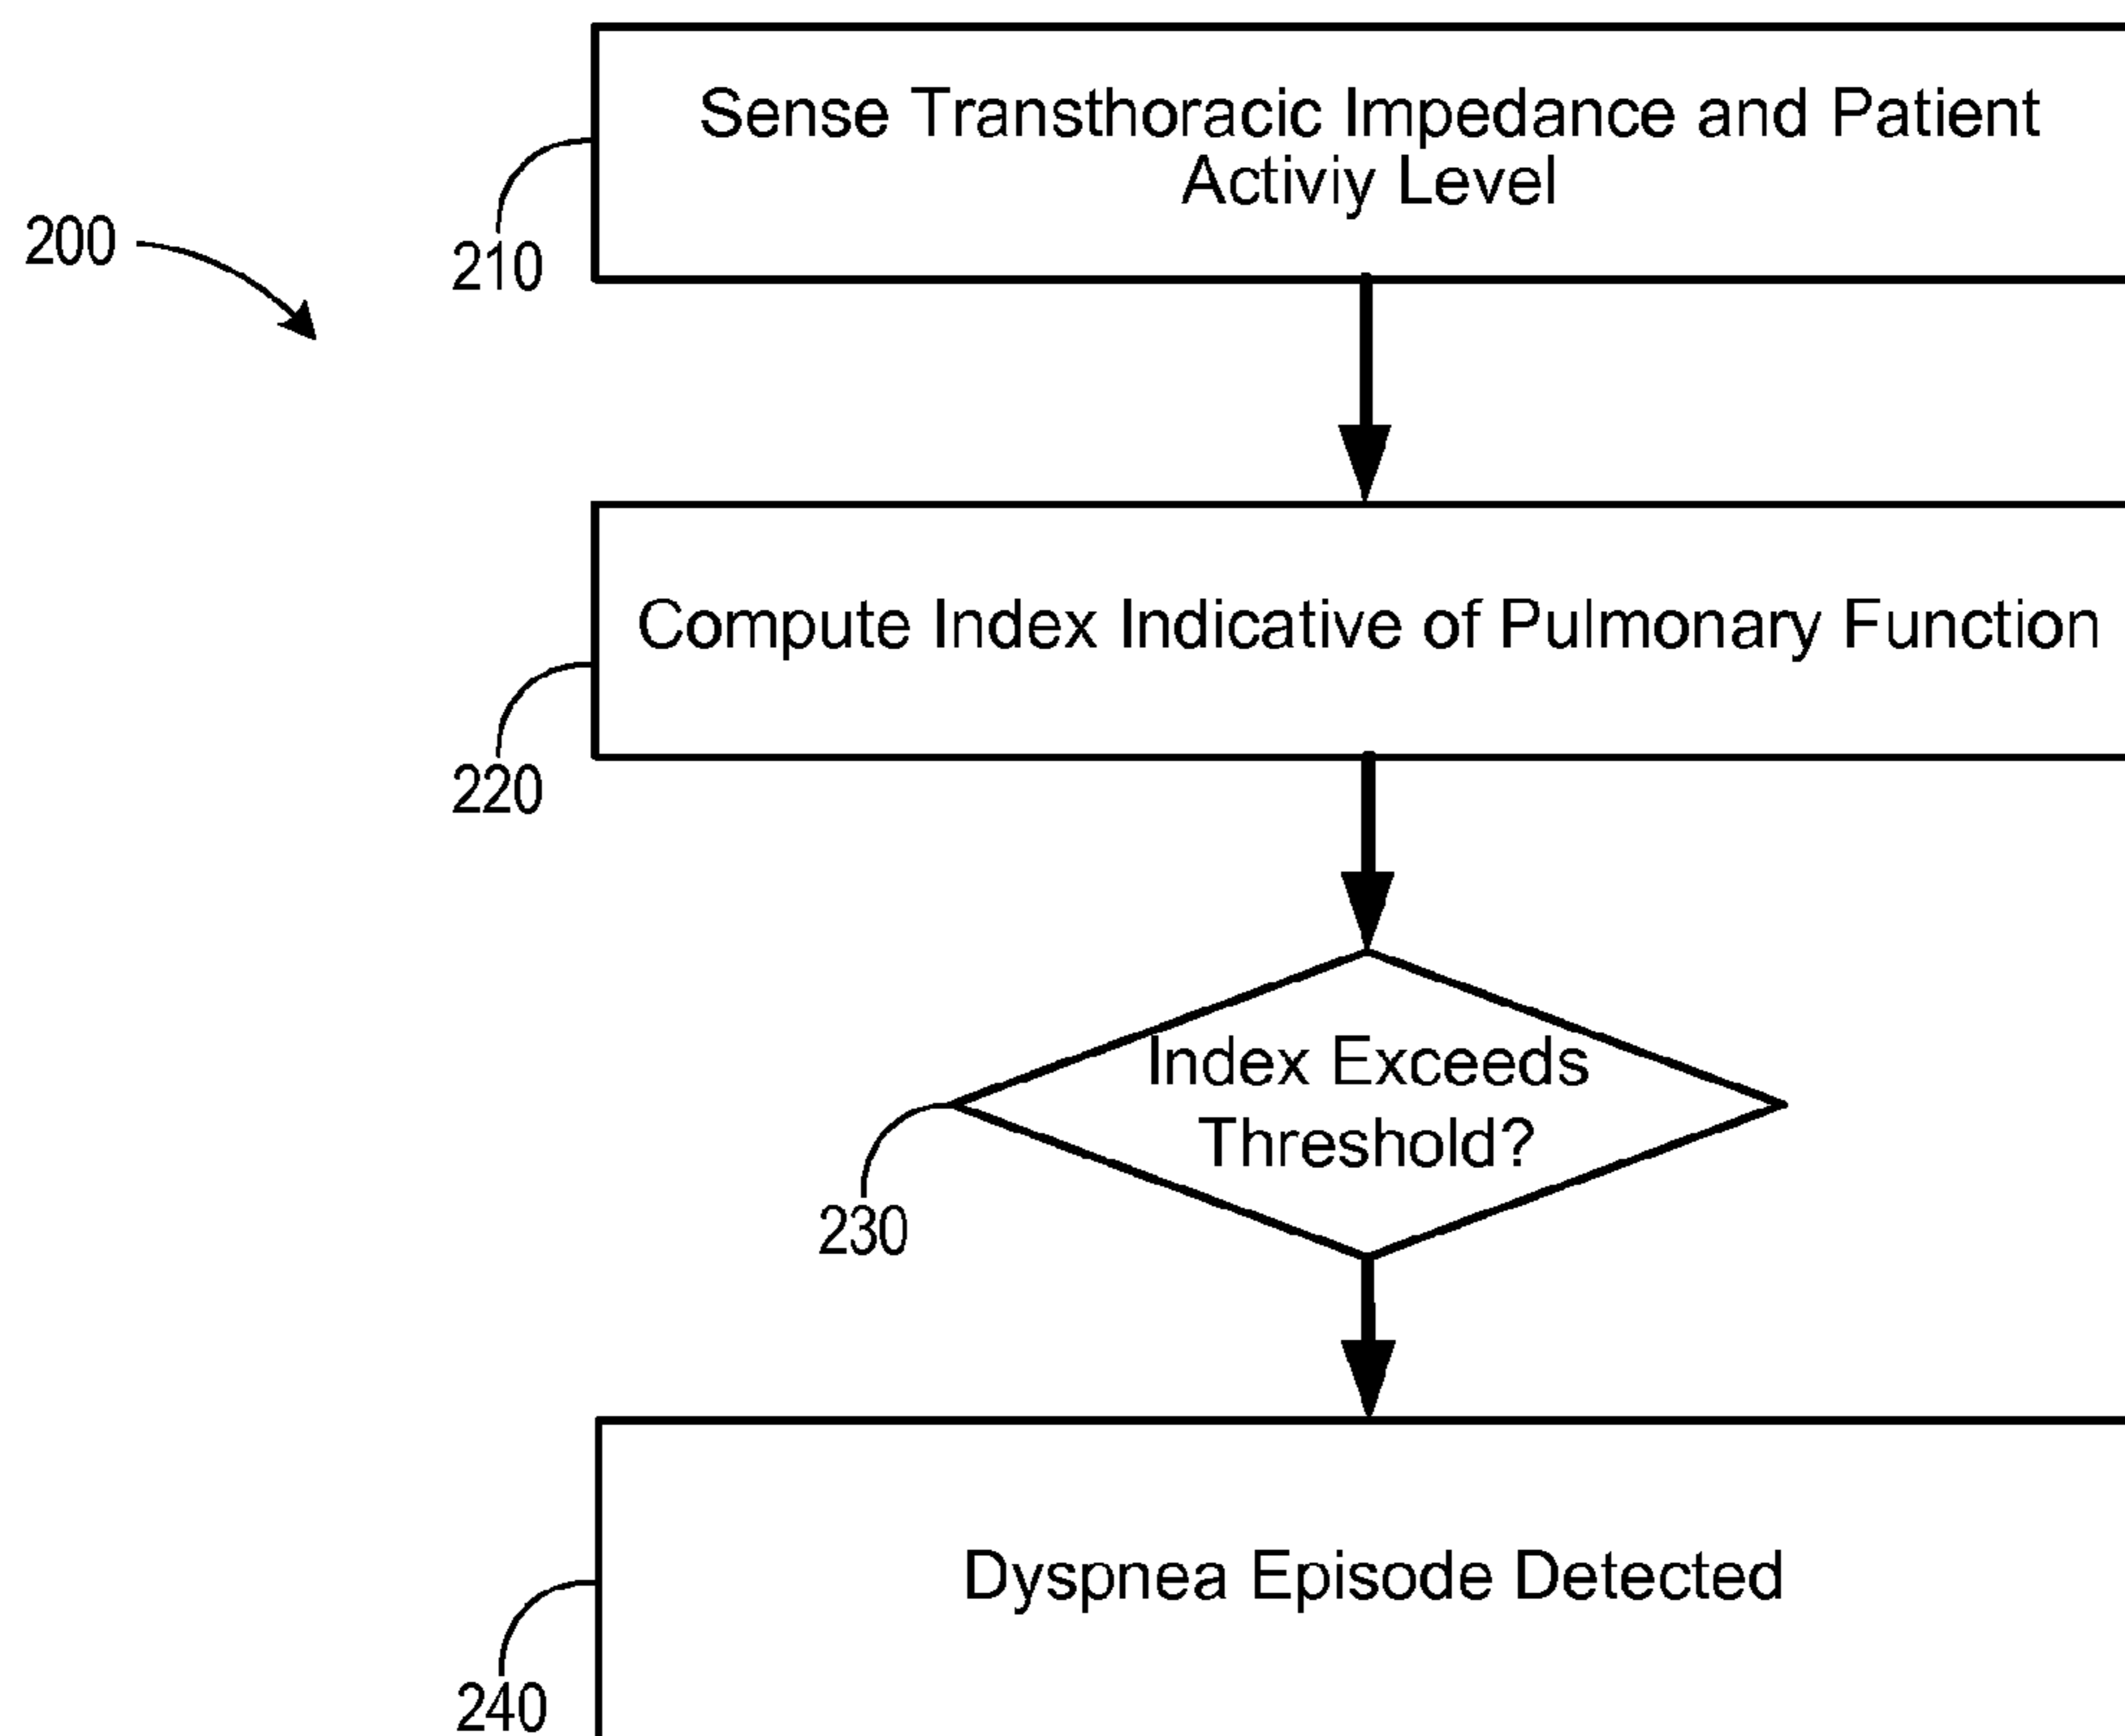 Sense Transthoracic Impedance and Patient
Activiy Level
200
210
Compute Index Indicative of Pulmonary Function
220
Index Exceeds
Threshold?
230
Dyspnea Episode Detected
240